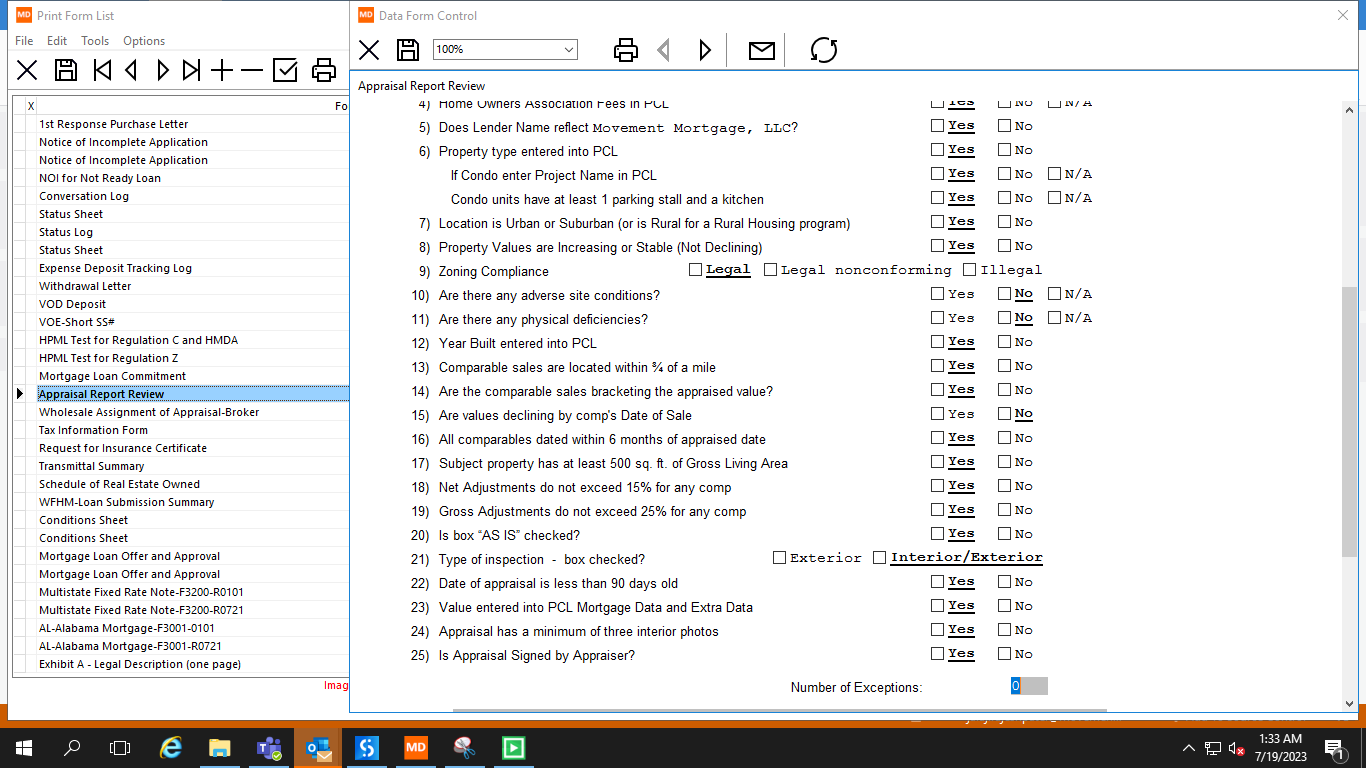 MD Print Form List
File Edit Tools Options
X Fo
1st Response Purchase Letter
Notice of Incomplete Application
Notice of Incomplete Application
NOI for Not Ready Loan
Conversation Log
Status Sheet
Status Log
Status Sheet
Expense Deposit Tracking Log
Withdrawal Letter
VOD Deposit
VOE-Short SS#
HPML Test for Regulation C and HMDA
HPML Test for Regulation Z
Mortgage Loan Commitment
Appraisal Report Review
Wholesale Assignment of Appraisal-Broker
Tax Information Form
Request for Insurance Certificate
Transmittal Summary
Schedule of Real Estate Owned
WFHM-Loan Submission Summary
Conditions Sheet
Conditions Sheet
Mortgage Loan Offer and Approval
Mortgage Loan Offer and Approval
Multistate Fixed Rate Note-F3200-R0101
Multistate Fixed Rate Note-F3200-R0721
AL-Alabama Mortgage-F3001-0101
AL-Alabama Mortgage-F3001-R0721
Exhibit A - Legal Description (one page)
Imag
MD Data Form Control
100%
Appraisal Report Review
4) Home Owners Association Fees in PCL Yes No N/A
5) Does Lender Name reflect Movement Mortgage, LLC? Yes No
6) Property type entered into PCL Yes No
If Condo enter Project Name in PCL Yes No N/A
Condo units have at least 1 parking stall and a kitchen Yes No N/A
7) Location is Urban or Suburban (or is Rural for a Rural Housing program) Yes No
8) Property Values are Increasing or Stable (Not Declining) Yes No
9) Zoning Compliance Legal Legal nonconforming Illegal
10) Are there any adverse site conditions? Yes No N/A
11) Are there any physical deficiencies? Yes No N/A
12) Year Built entered into PCL Yes No
13) Comparable sales are located within ¾ of a mile Yes No
14) Are the comparable sales bracketing the appraised value? Yes No
15) Are values declining by comp's Date of Sale Yes No
16) All comparables dated within 6 months of appraised date Yes No
17) Subject property has at least 500 sq. ft. of Gross Living Area Yes No
18) Net Adjustments do not exceed 15% for any comp Yes No
19) Gross Adjustments do not exceed 25% for any comp Yes No
20) Is box “AS IS” checked? Yes No
21) Type of inspection - box checked? Exterior Interior/Exterior
22) Date of appraisal is less than 90 days old Yes No
23) Value entered into PCL Mortgage Data and Extra Data Yes No
24) Appraisal has a minimum of three interior photos Yes No
25) Is Appraisal Signed by Appraiser? Yes No
Number of Exceptions: 0
MD
1:33 AM
7/19/2023
1